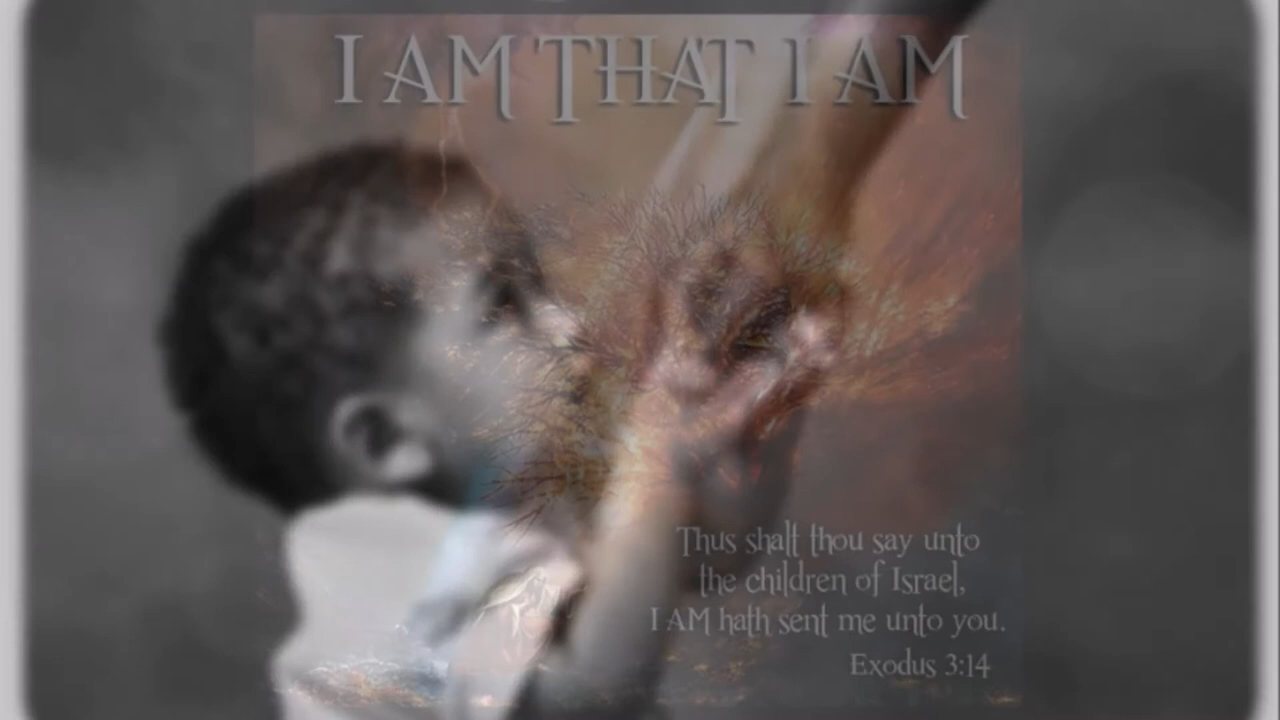 I AM THAT I AM
Thus shalt thou say unto
the children of Israel,
I AM hath sent me unto you.
Exodus 3:14